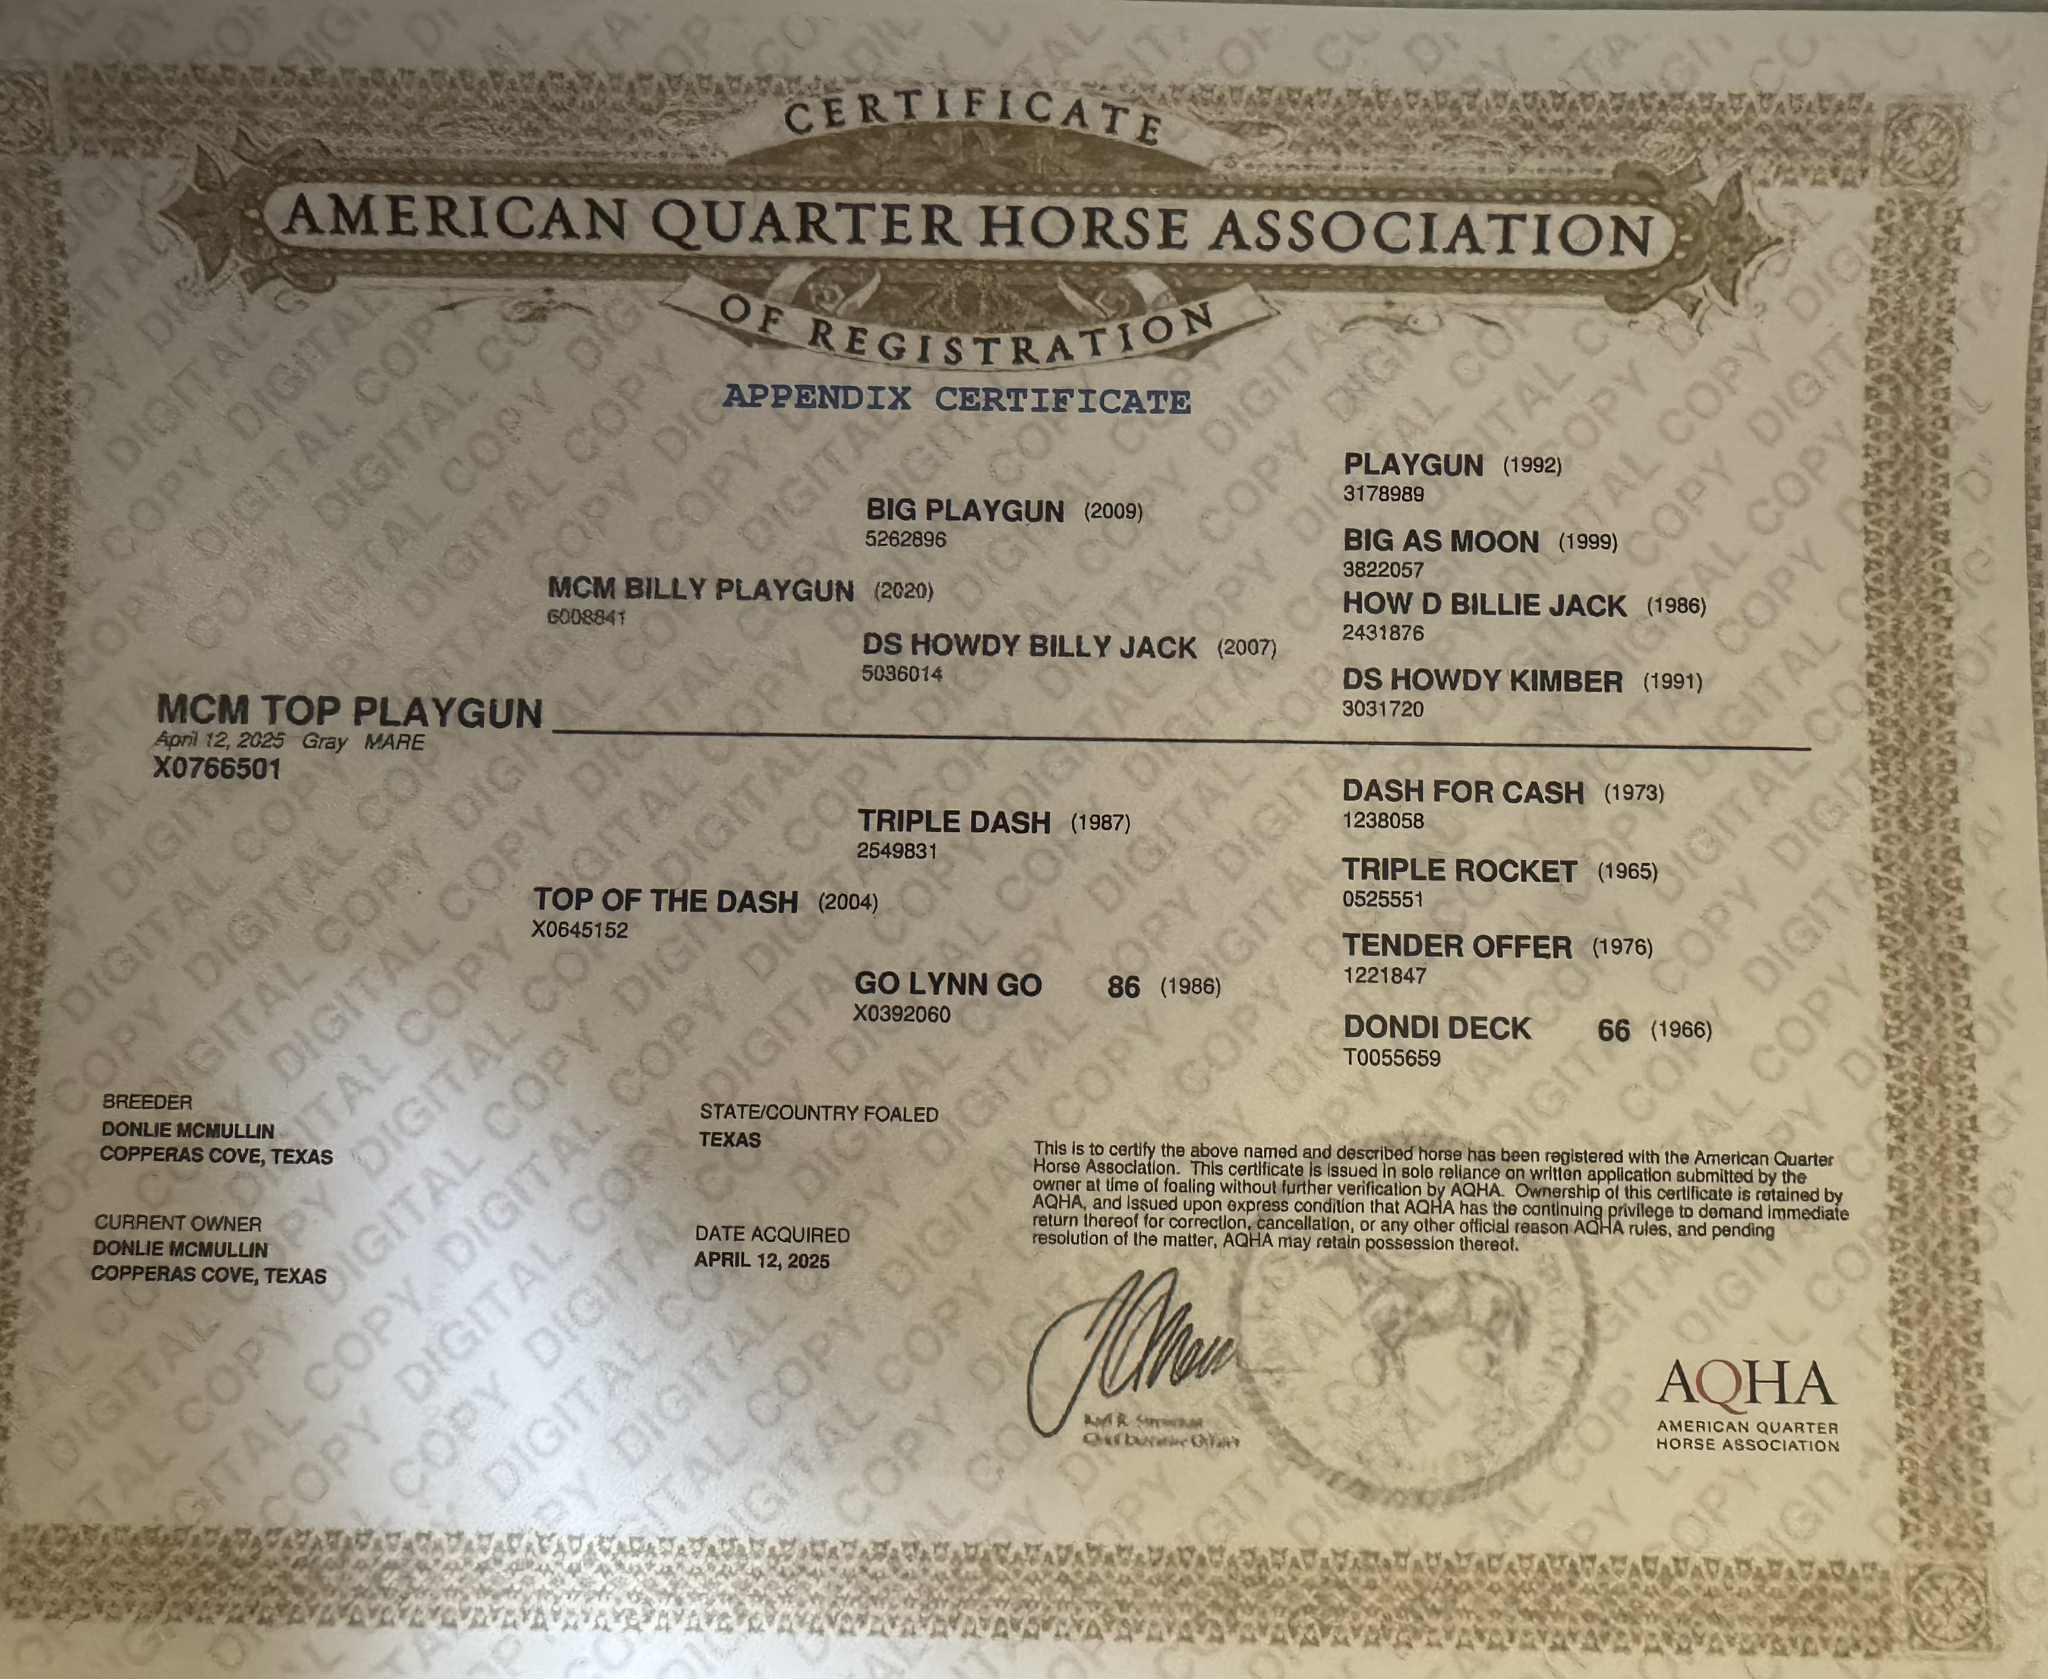 CERTIFICATE
AMERICAN QUARTER HORSE ASSOCIATION
OF REGISTRATION
APPENDIX CERTIFICATE
PLAYGUN (1992)
3178989
BIG PLAYGUN (2009)
5262896
BIG AS MOON (1999)
3822057
MCM BILLY PLAYGUN (2020)
6008841
HOW D BILLIE JACK (1986)
2431876
DS HOWDY BILLY JACK (2007)
5036014
DS HOWDY KIMBER (1991)
3031720
MCM TOP PLAYGUN
April 12, 2025 Gray MARE
X0766501
DASH FOR CASH (1973)
1238058
TRIPLE DASH (1987)
2549831
TRIPLE ROCKET (1965)
0525551
TOP OF THE DASH (2004)
X0645152
TENDER OFFER (1976)
1221847
GO LYNN GO 86 (1986)
X0392060
DONDI DECK 66 (1966)
T0055659
BREEDER
DONLIE MCMULLIN
COPPERAS COVE, TEXAS
STATE/COUNTRY FOALED
TEXAS
CURRENT OWNER
DONLIE MCMULLIN
COPPERAS COVE, TEXAS
DATE ACQUIRED
APRIL 12, 2025
This is to certify the above named and described horse has been registered with the American Quarter
Horse Association. This certificate is issued in sole reliance on written application submitted by the
owner at time of foaling without further verification by AQHA. Ownership of this certificate is retained by
AQHA, and issued upon express condition that AQHA has the continuing privilege to demand immediate
return thereof for correction, cancellation, or any other official reason AQHA rules, and pending
resolution of the matter, AQHA may retain possession thereof.
AQHA
AMERICAN QUARTER
HORSE ASSOCIATION
DIGITAL COPY